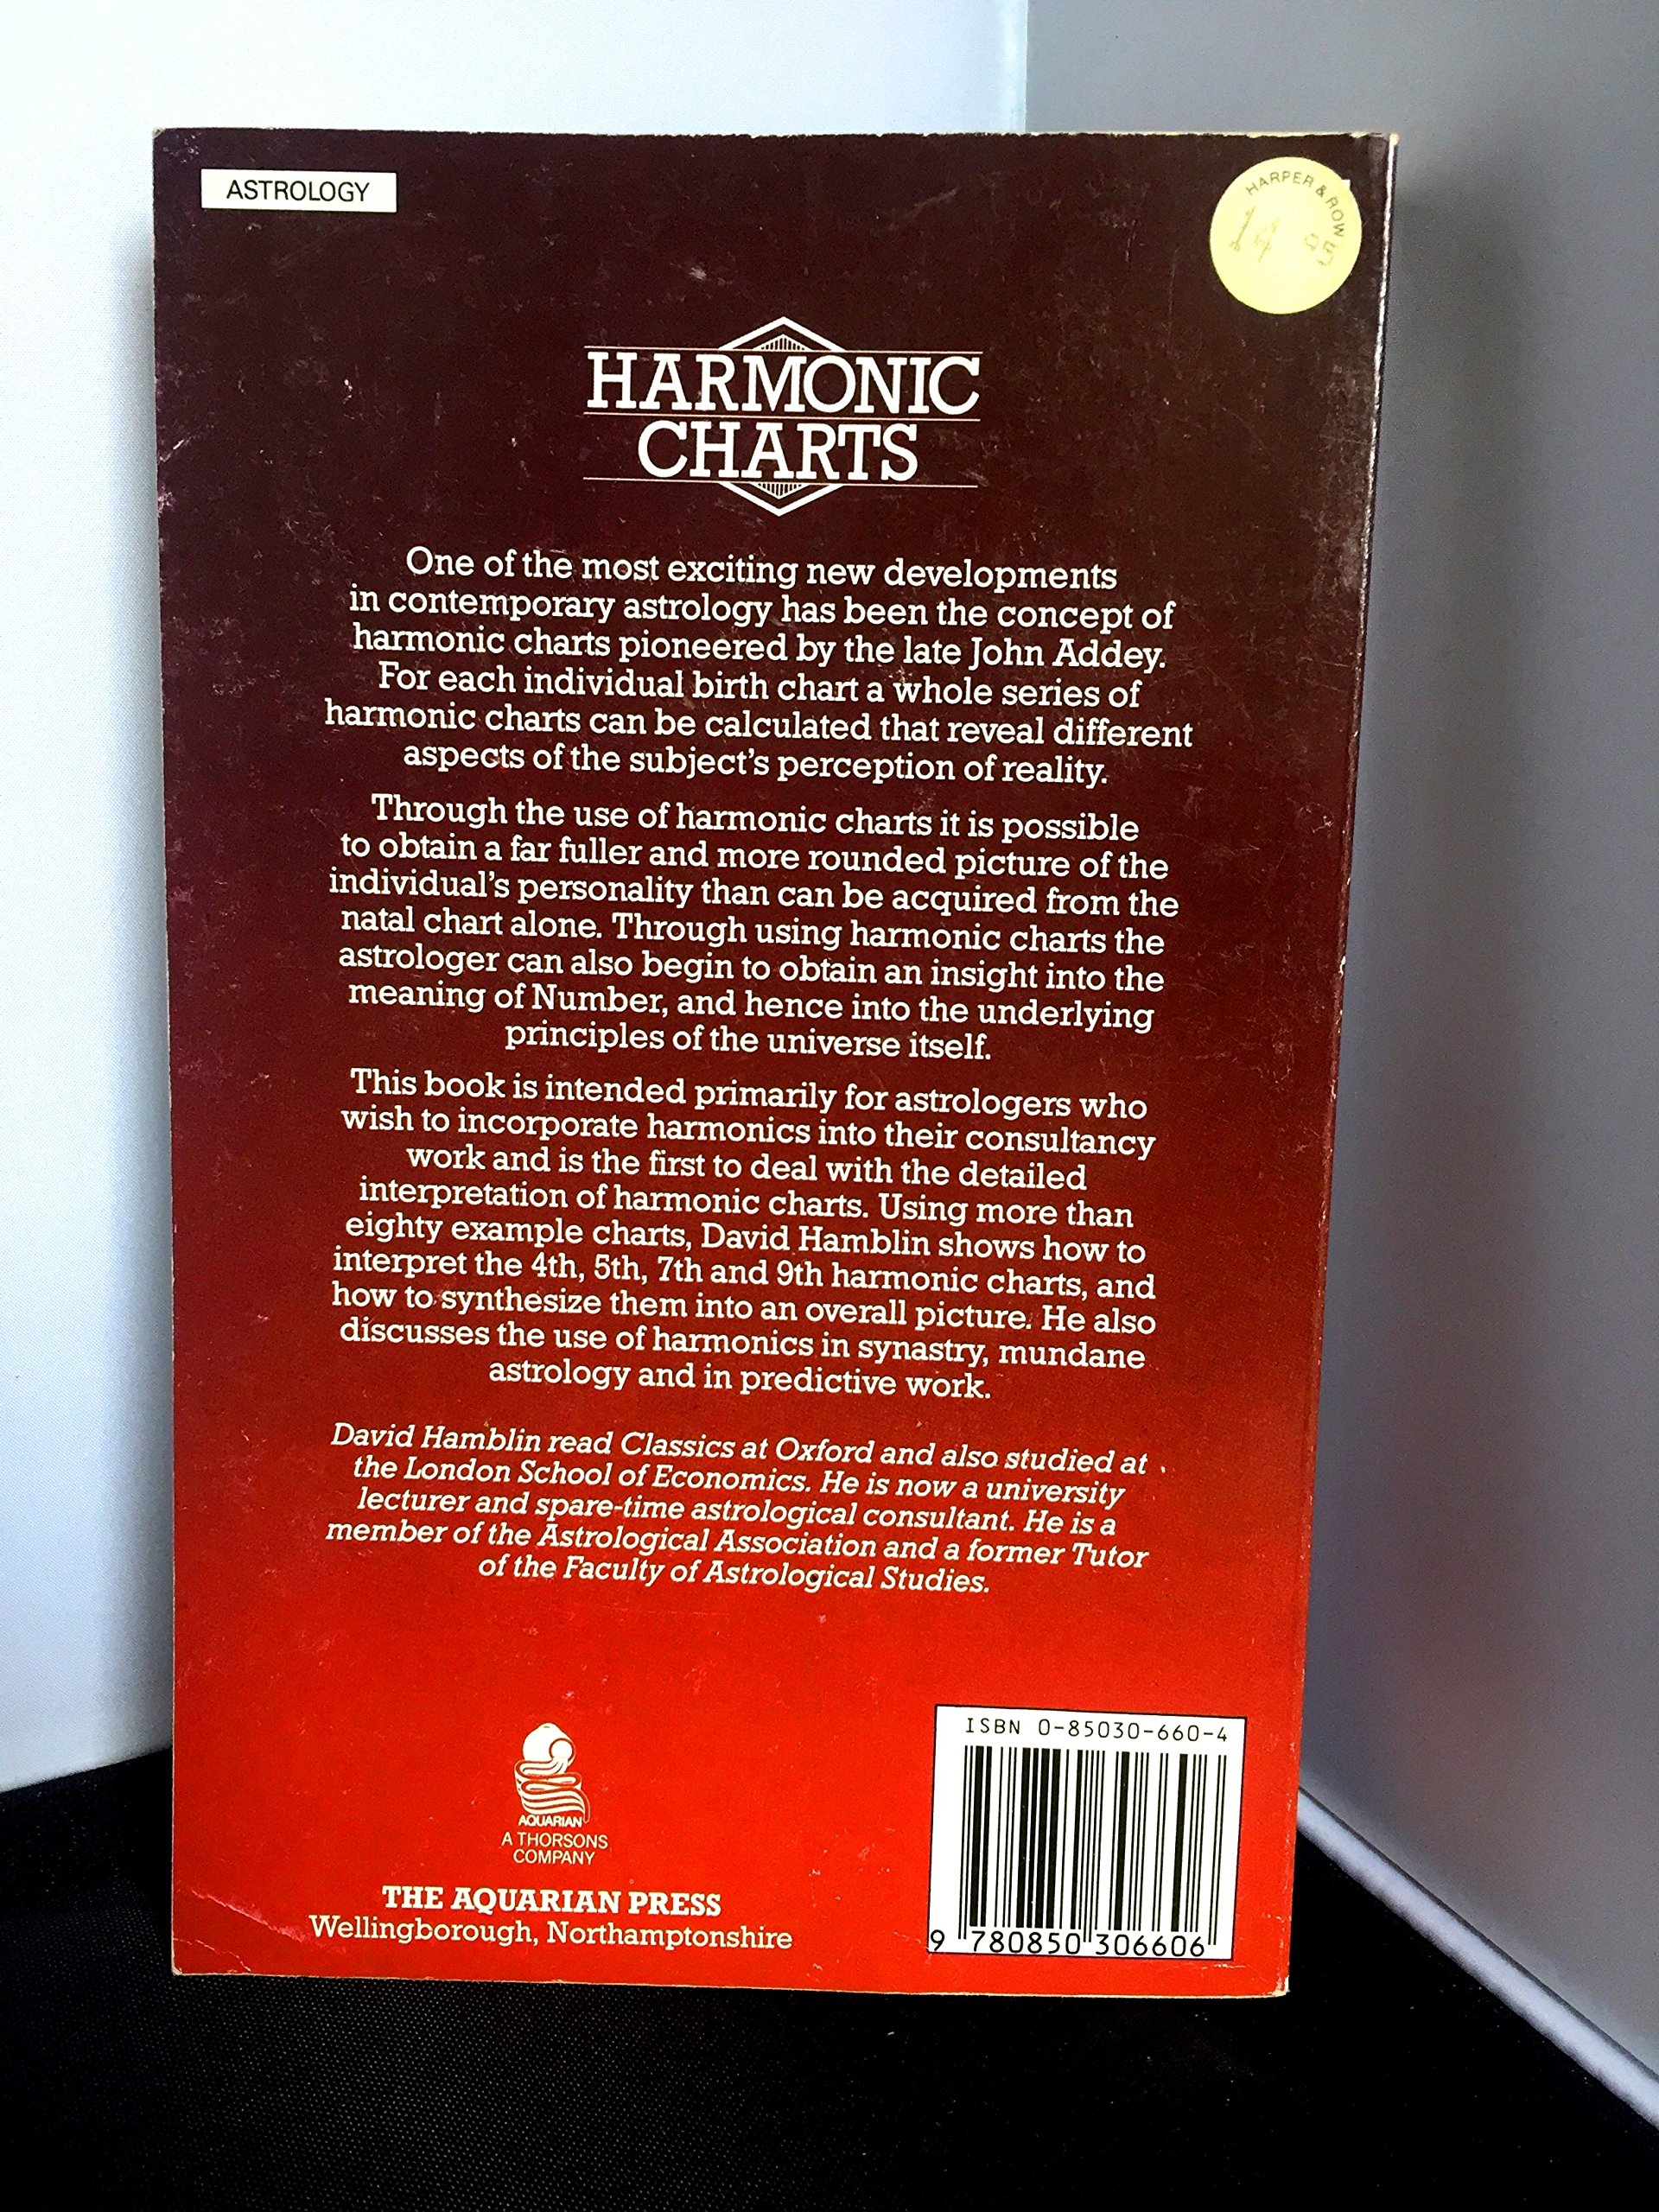 ASTROLOGY
HARPER & ROW
HARMONIC
CHARTS
One of the most exciting new developments
in contemporary astrology has been the concept of
harmonic charts pioneered by the late John Addey.
For each individual birth chart a whole series of
harmonic charts can be calculated that reveal different
aspects of the subject's perception of reality.
Through the use of harmonic charts it is possible
to obtain a far fuller and more rounded picture of the
individual's personality than can be acquired from the
natal chart alone. Through using harmonic charts the
astrologer can also begin to obtain an insight into the
meaning of Number, and hence into the underlying
principles of the universe itself.
This book is intended primarily for astrologers who
wish to incorporate harmonics into their consultancy
work and is the first to deal with the detailed
interpretation of harmonic charts. Using more than
eighty example charts, David Hamblin shows how to
interpret the 4th, 5th, 7th and 9th harmonic charts, and
how to synthesize them into an overall picture. He also
discusses the use of harmonics in synastry, mundane
astrology and in predictive work.
David Hamblin read Classics at Oxford and also studied at
the London School of Economics. He is now a university
lecturer and spare-time astrological consultant. He is a
member of the Astrological Association and a former Tutor
of the Faculty of Astrological Studies.
AQUARIAN
A THORSONS
COMPANY
THE AQUARIAN PRESS
Wellingborough, Northamptonshire
ISBN 0-85030-660-4
9 780850 306606